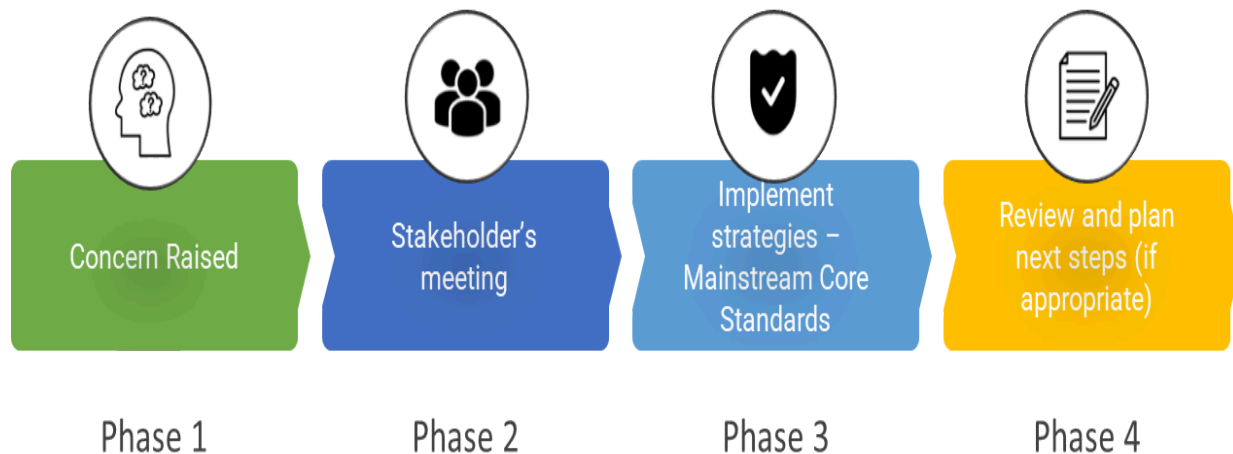 Concern Raised
Stakeholder’s
meeting
Implement
strategies –
Mainstream Core
Standards
Review and plan
next steps (if
appropriate)
Phase 1
Phase 2
Phase 3
Phase 4